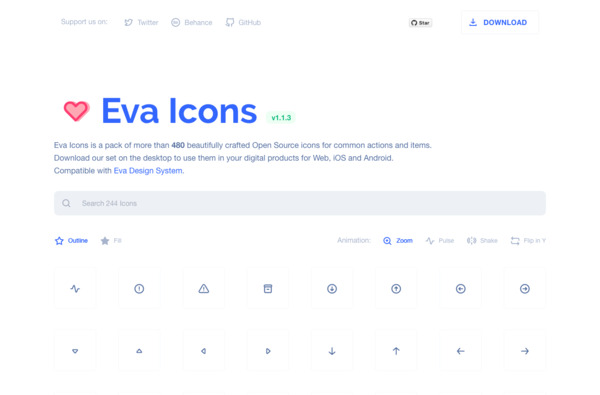 Support us on: Twitter Behance GitHub Star DOWNLOAD
Eva Icons v1.1.3
Eva Icons is a pack of more than 480 beautifully crafted Open Source icons for common actions and items.
Download our set on the desktop to use them in your digital products for Web, iOS and Android.
Compatible with Eva Design System.
Search 244 Icons
Outline Fill Animation: Zoom Pulse Shake Flip in Y